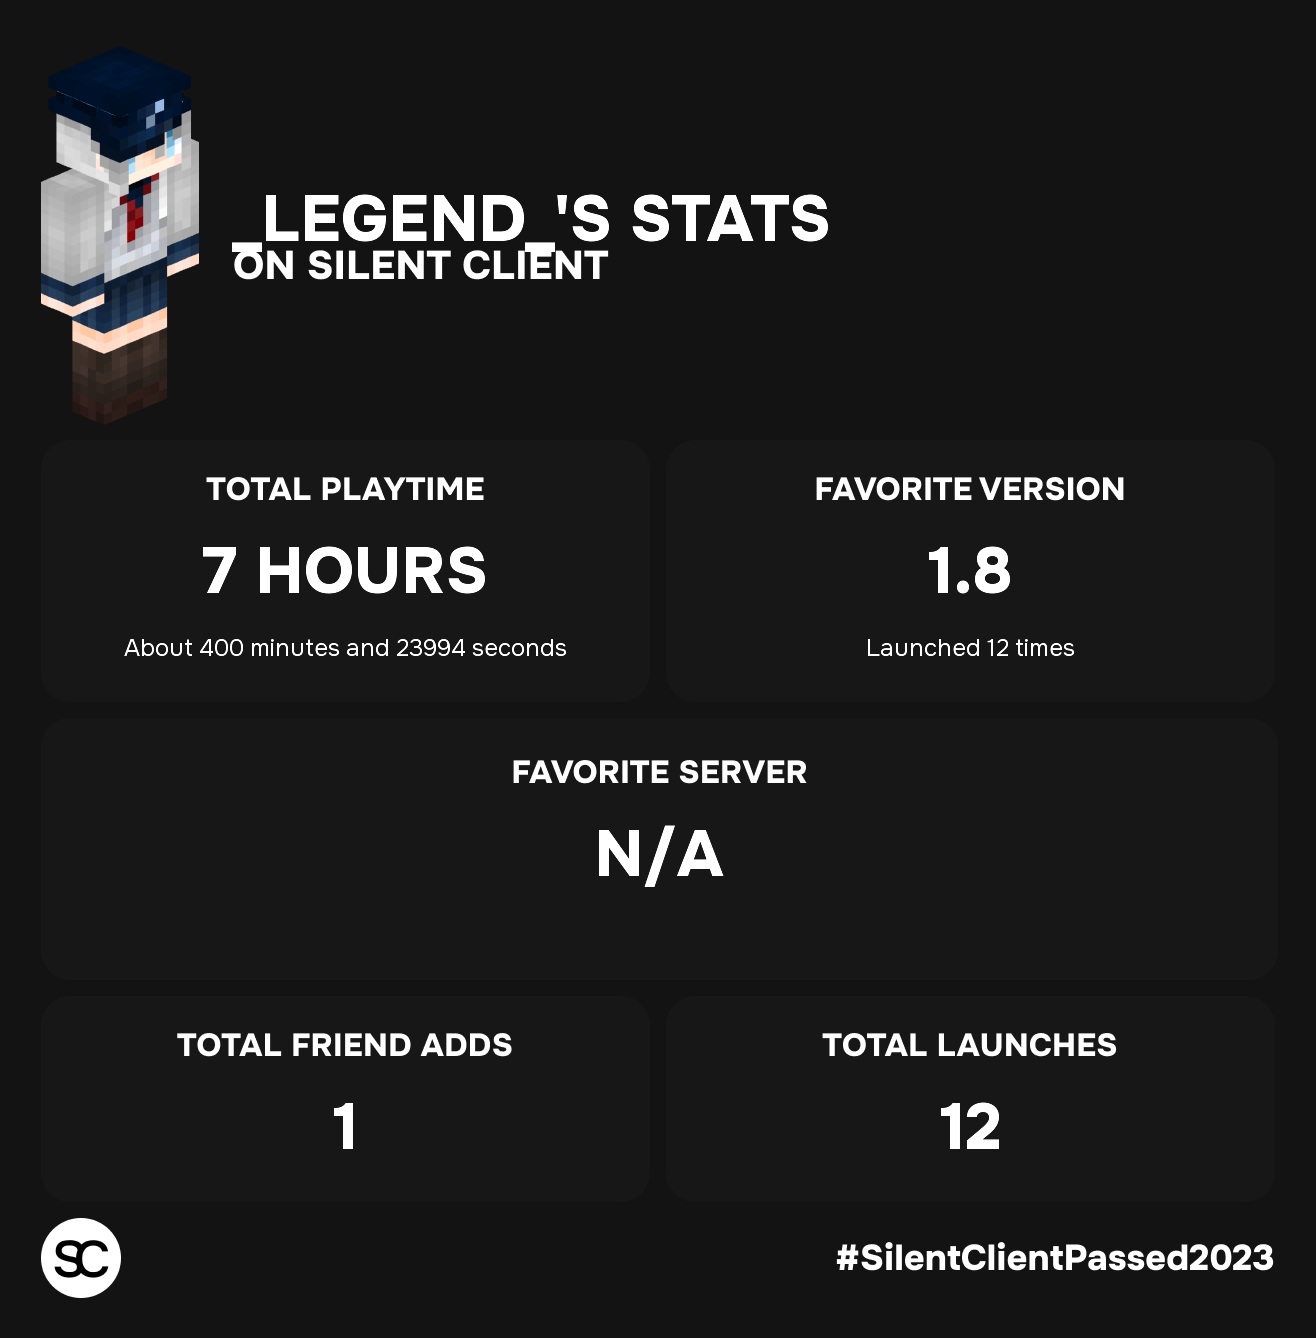 _LEGEND_'S STATS
ON SILENT CLIENT
TOTAL PLAYTIME
7 HOURS
About 400 minutes and 23994 seconds
FAVORITE VERSION
1.8
Launched 12 times
FAVORITE SERVER
N/A
TOTAL FRIEND ADDS
1
TOTAL LAUNCHES
12
SC
#SilentClientPassed2023